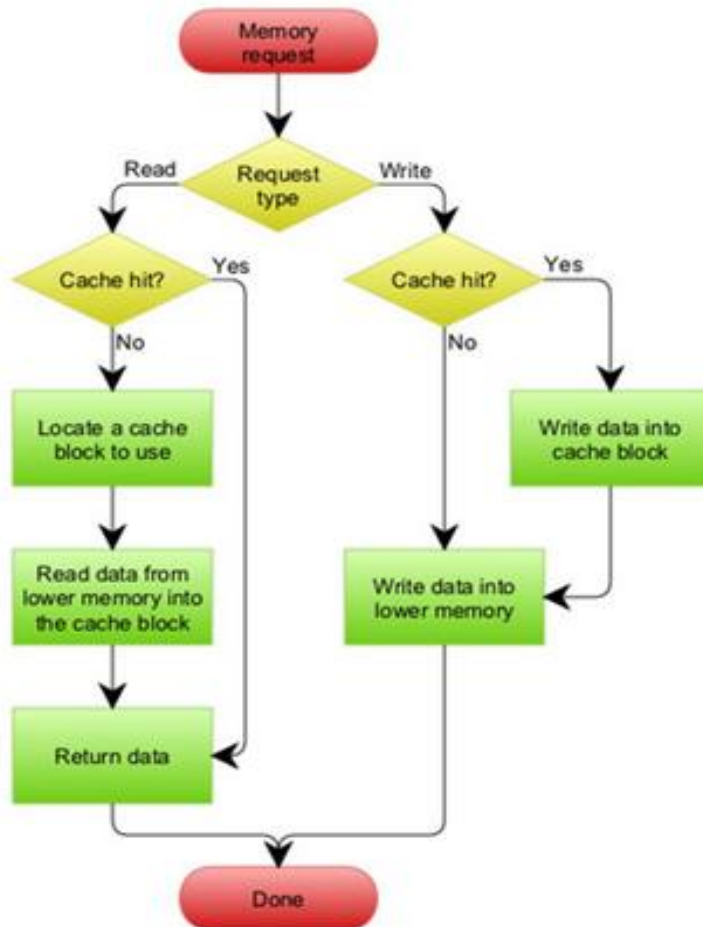 Memory
request
Read
Request
type
Write
Cache hit?
Yes
Cache hit?
Yes
No
No
Locate a cache
block to use
Write data into
cache block
Read data from
lower memory into
the cache block
Write data into
lower memory
Return data
Done